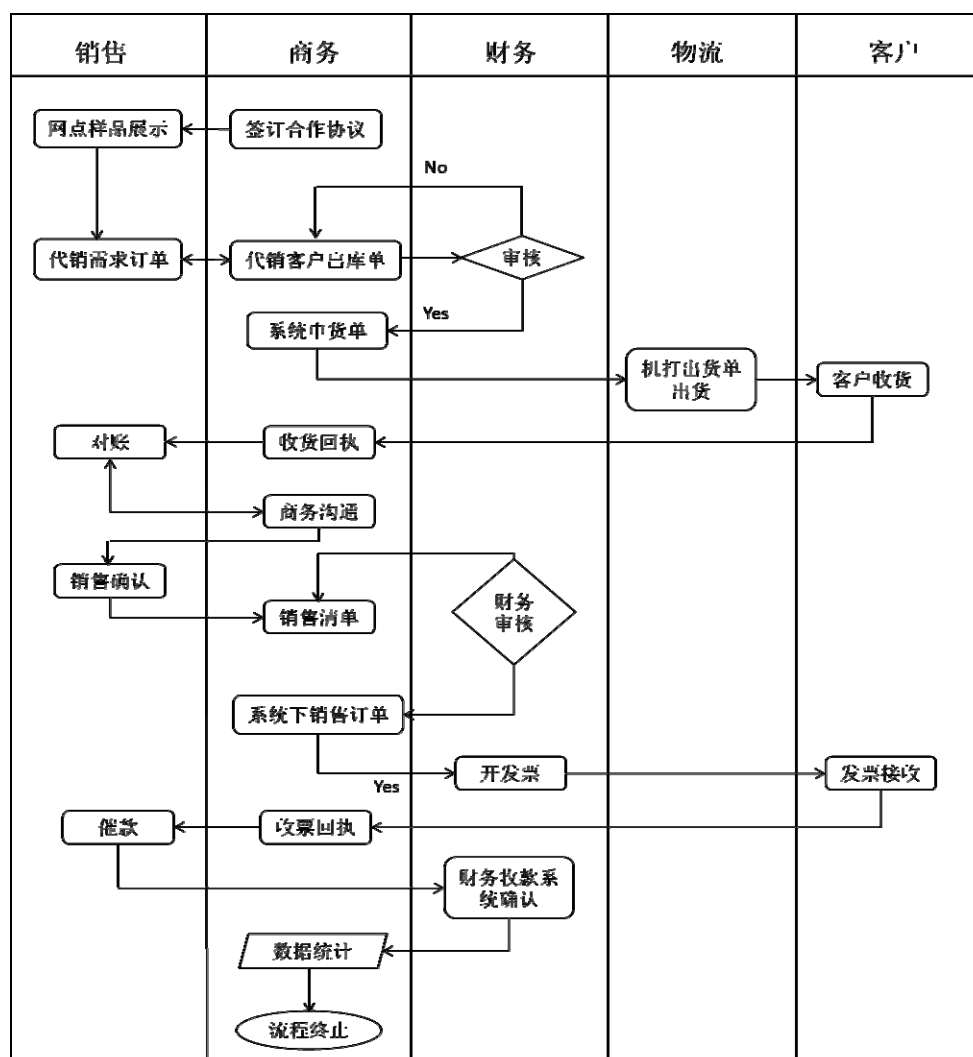 销售
商务
财务
物流
客户
网点样品展示
签订合作协议
No
代销需求订单
代销客户出库单
审核
Yes
系统巾货单
机打出货单
出货
客户收货
对账
收货回执
商务沟通
销售确认
销售清单
财务
审核
系统下销售订单
Yes
开发票
发票接收
催款
收票回执
财务收款系
统确认
数据统计
流程终止